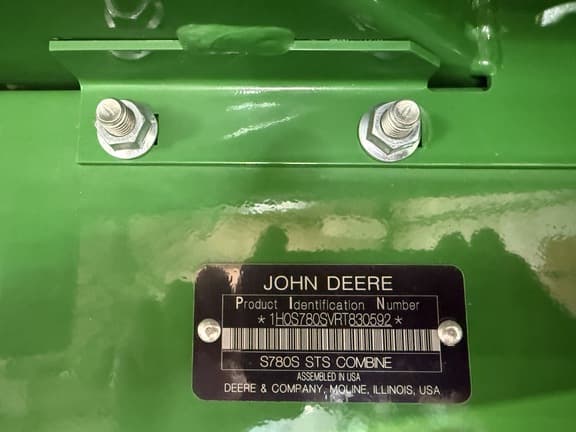 JOHN DEERE
Product Identification Number
*1H0S780SVRT830592*
S780S STS COMBINE
ASSEMBLED IN USA
DEERE & COMPANY, MOLINE, ILLINOIS, USA